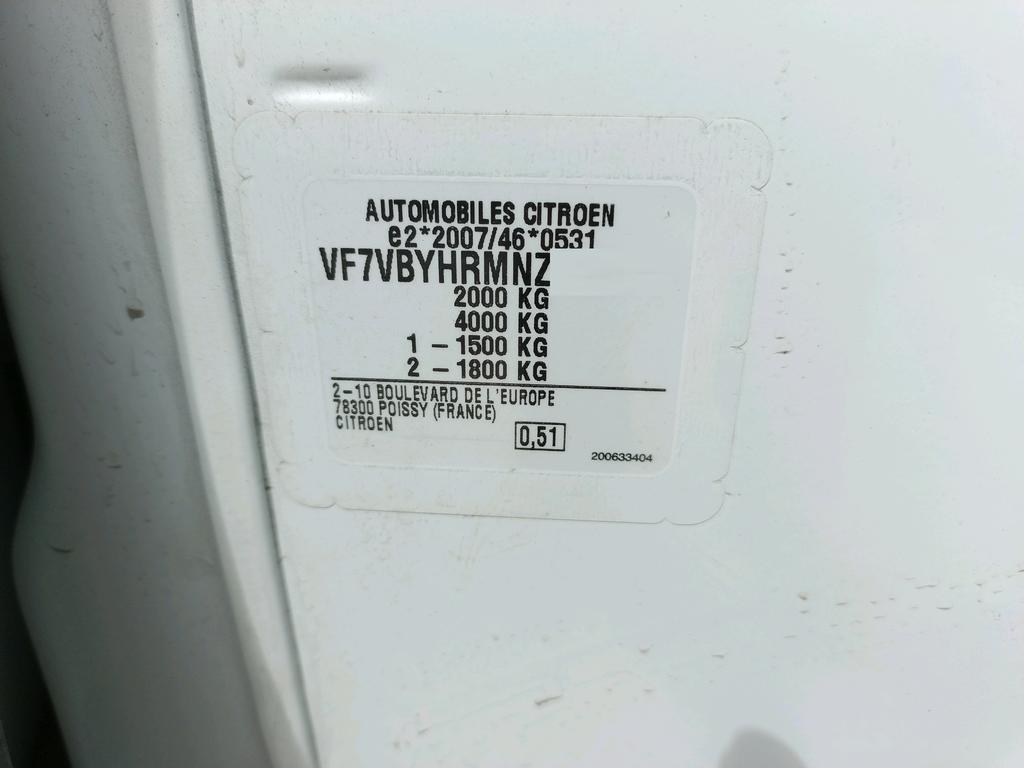 AUTOMOBILES CITROEN
e2*2007/46*0531
VF7VBYHRMNZ
2000 KG
4000 KG
1 – 1500 KG
2 – 1800 KG
2–10 BOULEVARD DE L'EUROPE
78300 POISSY (FRANCE)
CITROEN
0,51
200633404